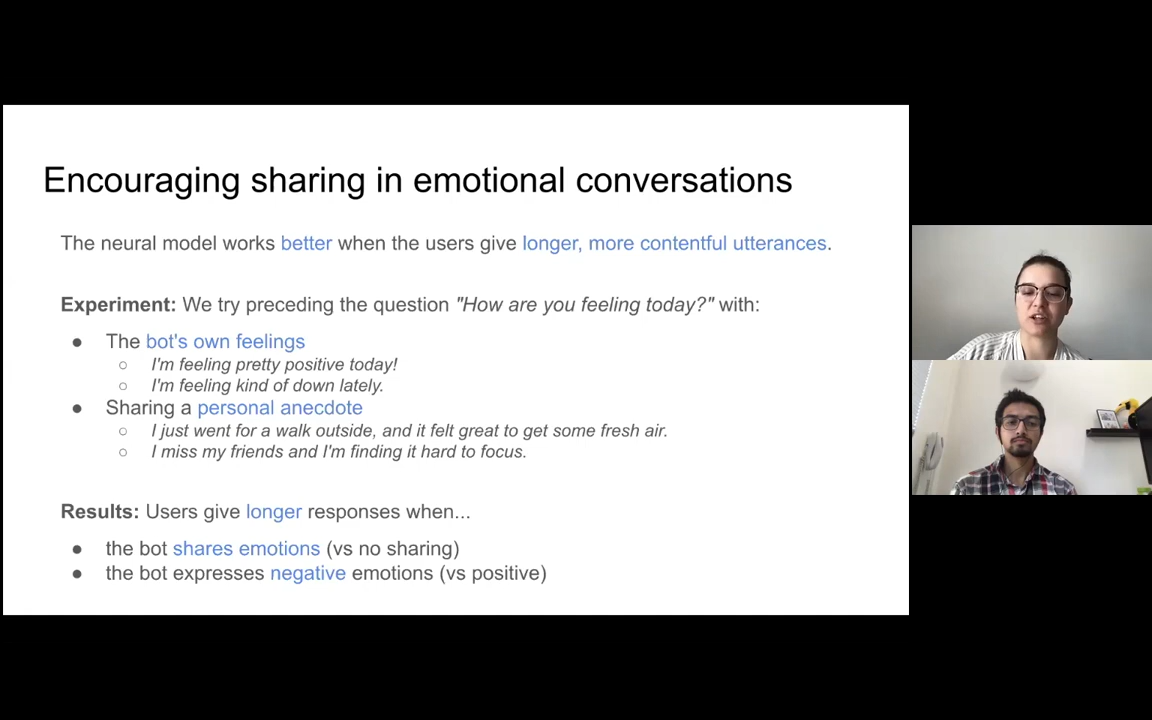 Encouraging sharing in emotional conversations
The neural model works better when the users give longer, more contentful utterances.
Experiment: We try preceding the question "How are you feeling today?" with:
● The bot's own feelings
○ I'm feeling pretty positive today!
○ I'm feeling kind of down lately.
● Sharing a personal anecdote
○ I just went for a walk outside, and it felt great to get some fresh air.
○ I miss my friends and I'm finding it hard to focus.
Results: Users give longer responses when...
● the bot shares emotions (vs no sharing)
● the bot expresses negative emotions (vs positive)